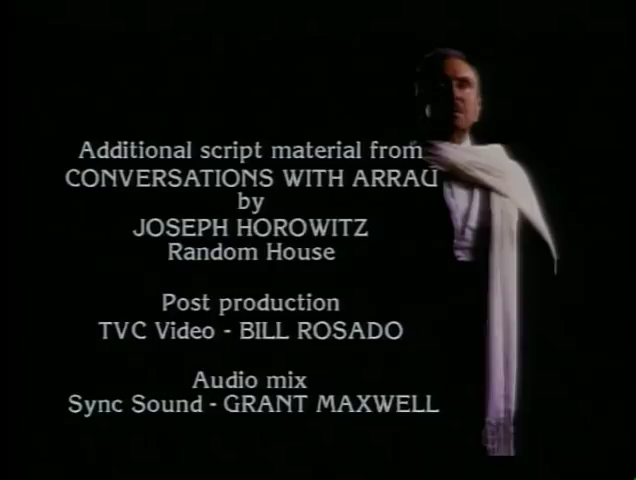 Additional script material from
CONVERSATIONS WITH ARRAU
by
JOSEPH HOROWITZ
Random House
Post production
TVC Video - BILL ROSADO
Audio mix
Sync Sound - GRANT MAXWELL